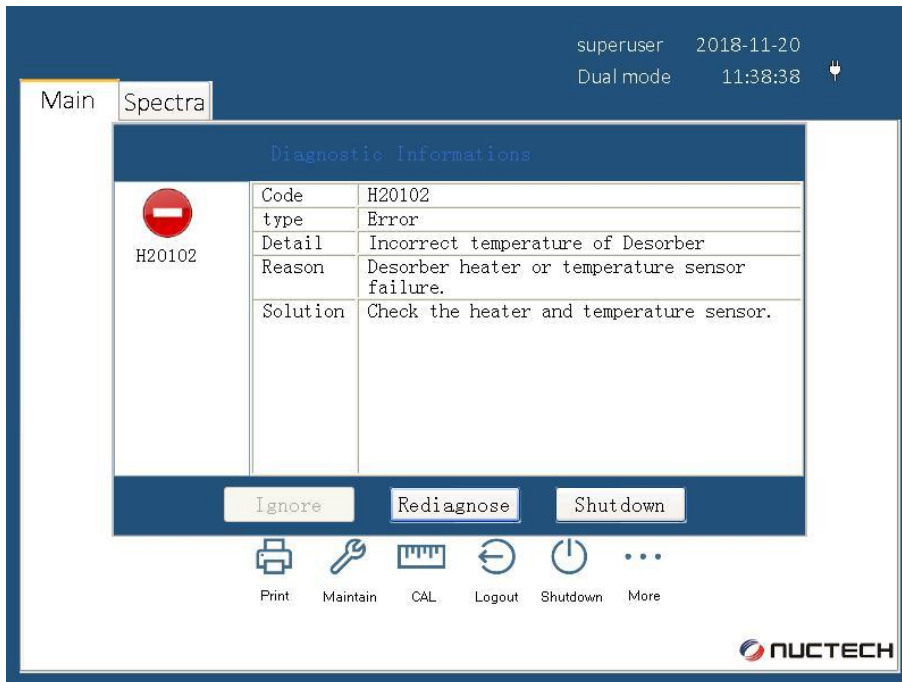 superuser 2018-11-20
Dual mode 11:38:38
Main Spectra
Diagnostic Informations
H20102
Code H20102
type Error
Detail Incorrect temperature of Desorber
Reason Desorber heater or temperature sensor
failure.
Solution Check the heater and temperature sensor.
Ignore Rediagnose Shutdown
Print Maintain CAL Logout Shutdown More
NUCTECH